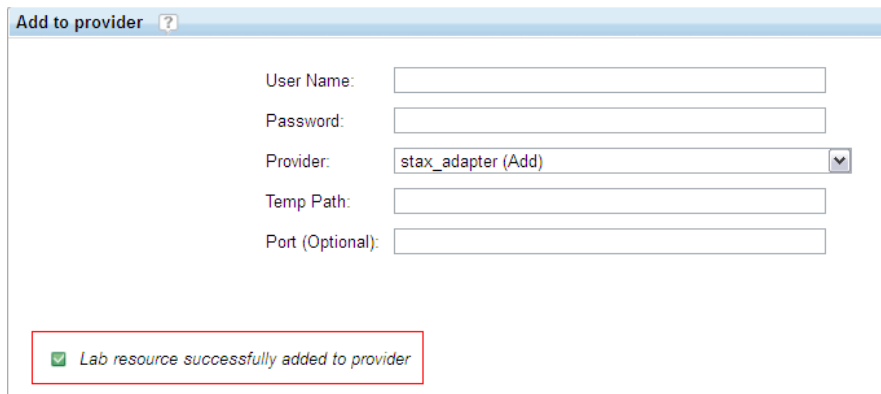 Add to provider ?
User Name:
Password:
Provider: stax_adapter (Add)
Temp Path:
Port (Optional):
Lab resource successfully added to provider